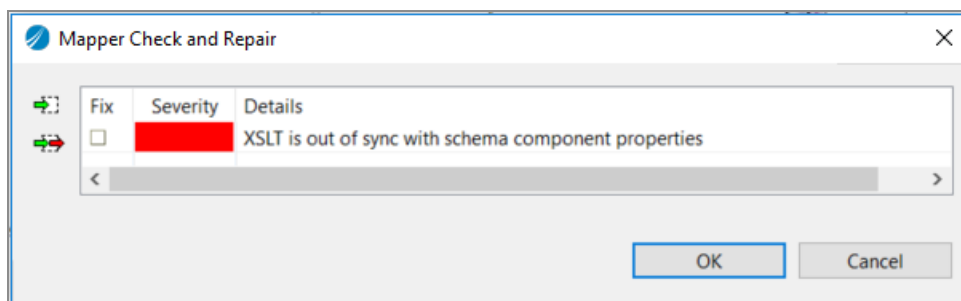 Mapper Check and Repair
Fix Severity Details
XSLT is out of sync with schema component properties
OK Cancel